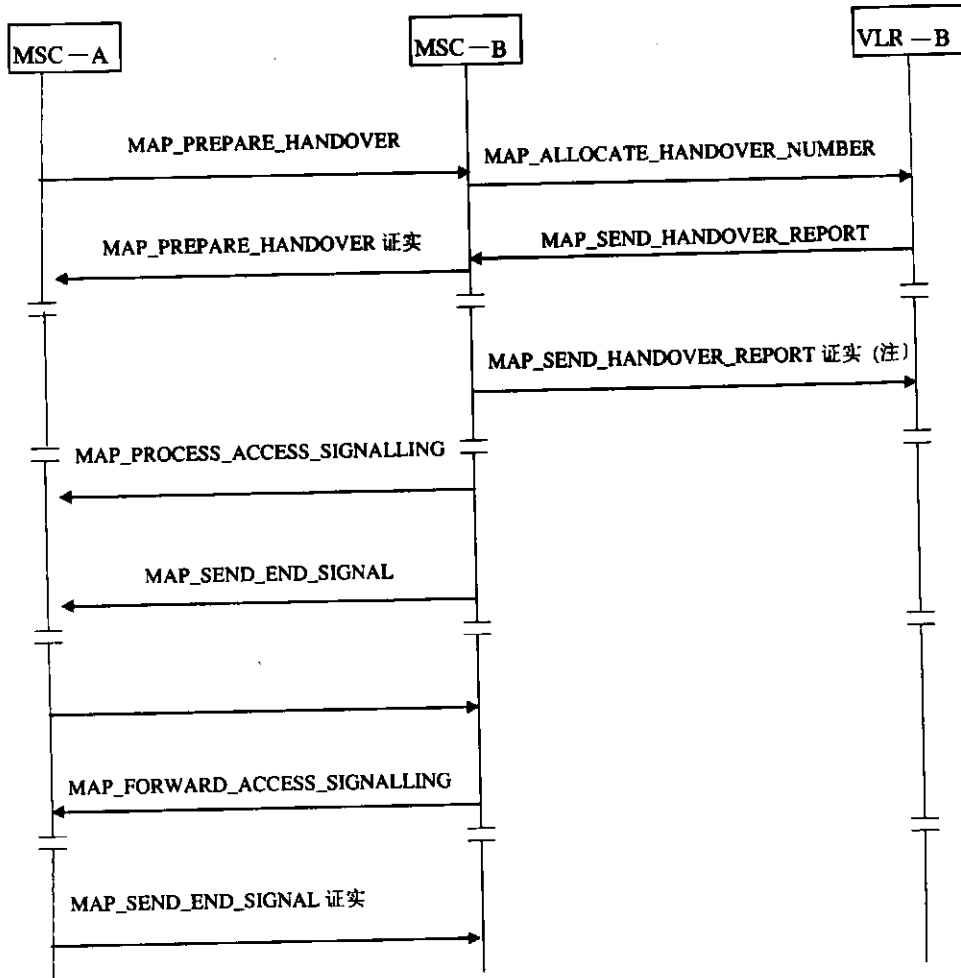 MSC－A
MSC－B
VLR－B
MAP_PREPARE_HANDOVER
MAP_ALLOCATE_HANDOVER_NUMBER
MAP_PREPARE_HANDOVER 证实
MAP_SEND_HANDOVER_REPORT
MAP_SEND_HANDOVER_REPORT 证实（注）
MAP_PROCESS_ACCESS_SIGNALLING
MAP_SEND_END_SIGNAL
MAP_FORWARD_ACCESS_SIGNALLING
MAP_SEND_END_SIGNAL 证实